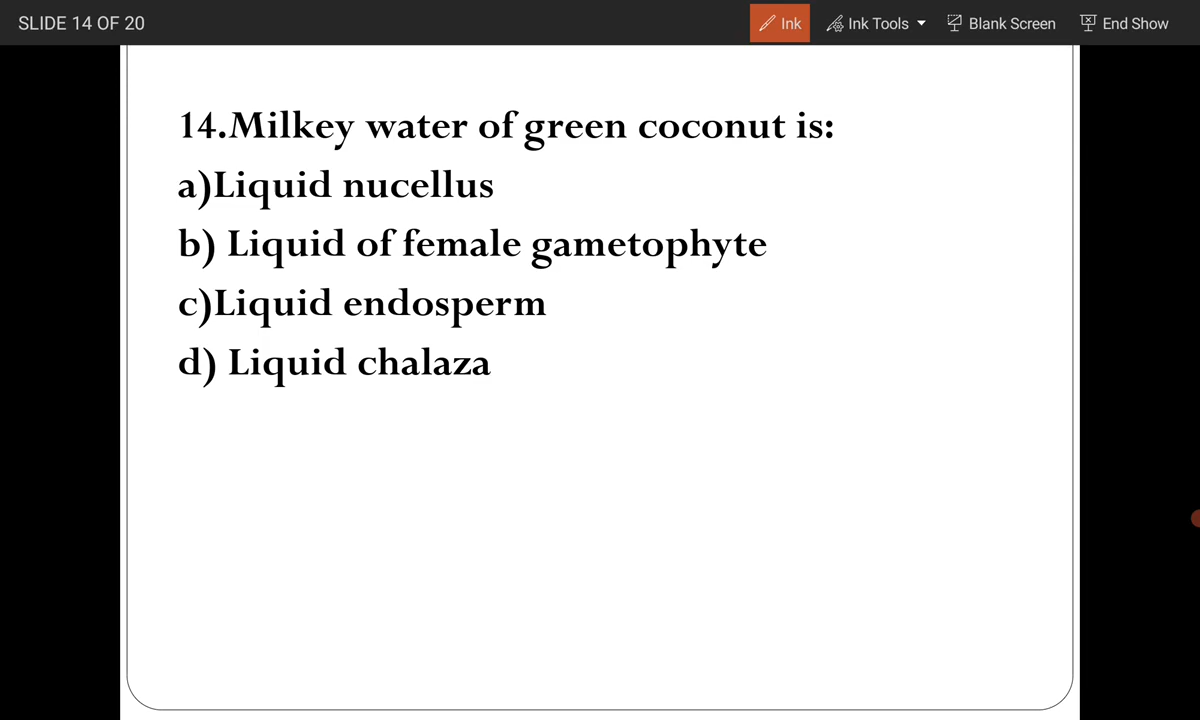 SLIDE 14 OF 20
Ink
Ink Tools
Blank Screen
End Show
14.Milkey water of green coconut is:
a)Liquid nucellus
b) Liquid of female gametophyte
c)Liquid endosperm
d) Liquid chalaza